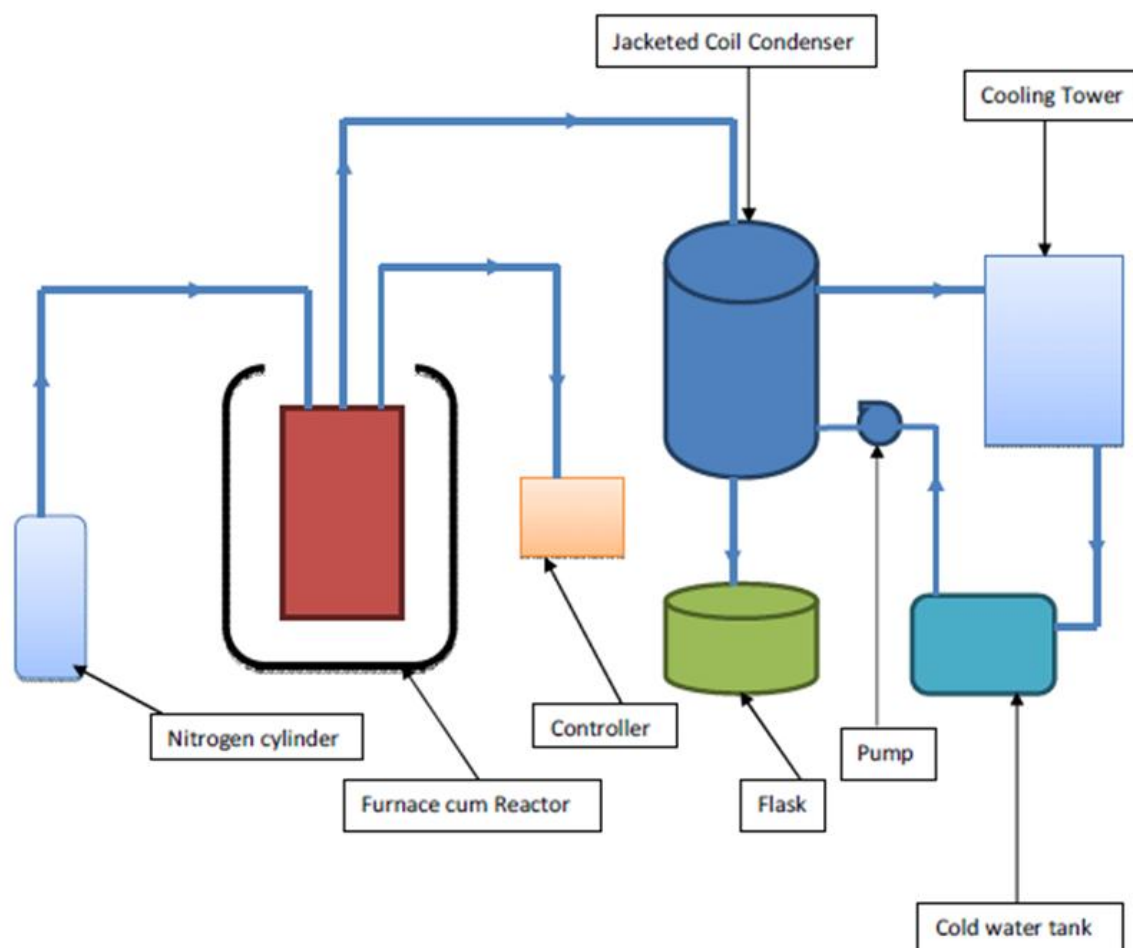 Jacketed Coil Condenser
Cooling Tower
Nitrogen cylinder
Controller
Furnace cum Reactor
Pump
Flask
Cold water tank